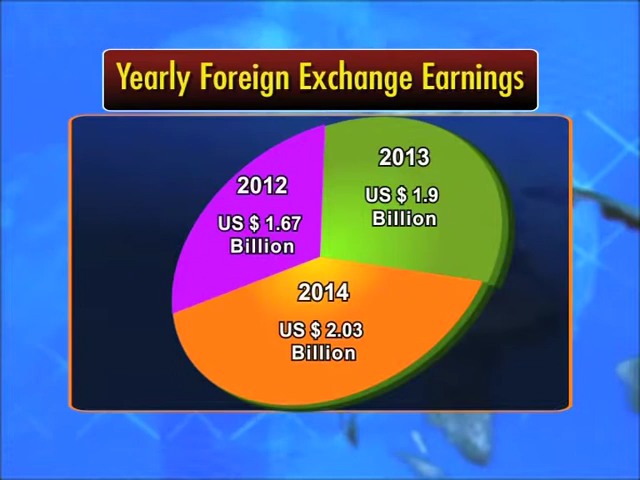 Yearly Foreign Exchange Earnings
2012
US $ 1.67
Billion
2013
US $ 1.9
Billion
2014
US $ 2.03
Billion